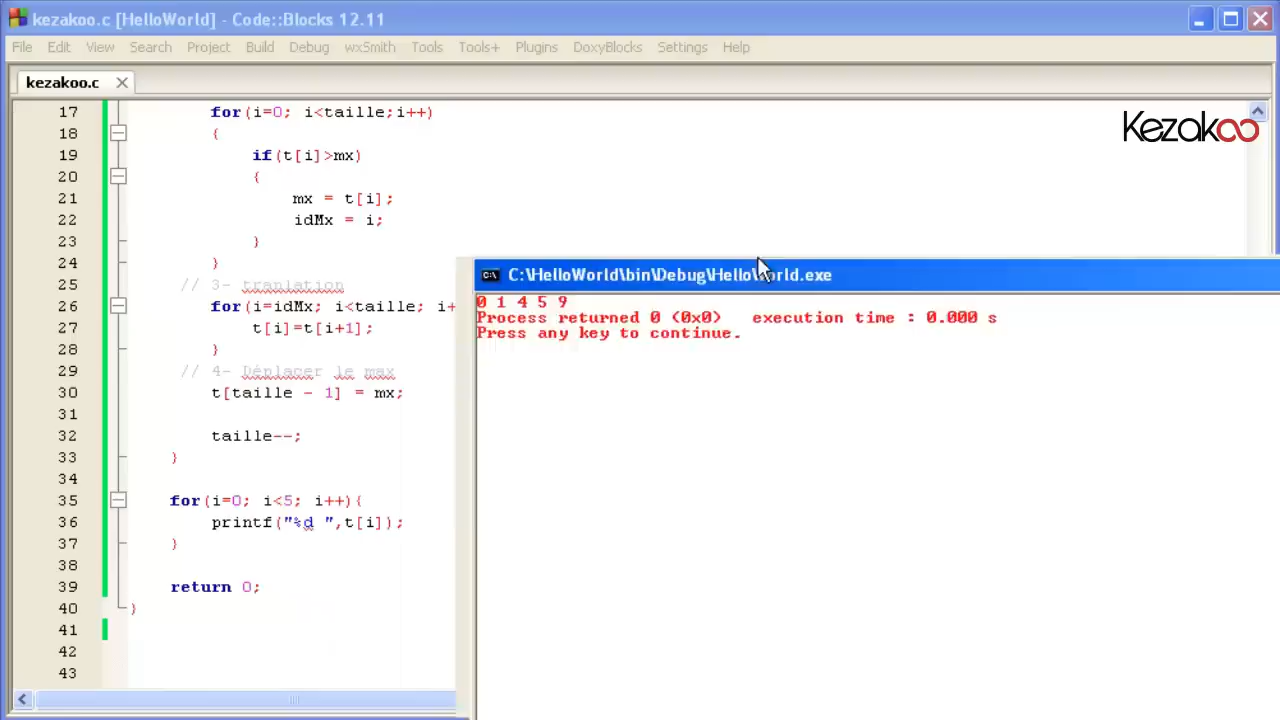 kezakoo.c [HelloWorld] - Code::Blocks 12.11
File Edit View Search Project Build Debug wxSmith Tools Tools+ Plugins DoxyBlocks Settings Help
kezakoo.c
Kezakoo
17 for(i=0; i<taille;i++)
18 {
19 if(t[i]>mx)
20 {
21 mx = t[i];
22 idMx = i;
23 }
24 }
25 // 3- tranlation
26 for(i=idMx; i<taille; i+
27 t[i]=t[i+1];
28 }
29 // 4- Déplacer le max
30 t[taille - 1] = mx;
31
32 taille--;
33 }
34
35 for(i=0; i<5; i++){
36 printf("%d ",t[i]);
37 }
38
39 return 0;
40 }
41
42
43
C:\HelloWorld\bin\Debug\HelloWorld.exe
0 1 4 5 9
Process returned 0 (0x0) execution time : 0.000 s
Press any key to continue.